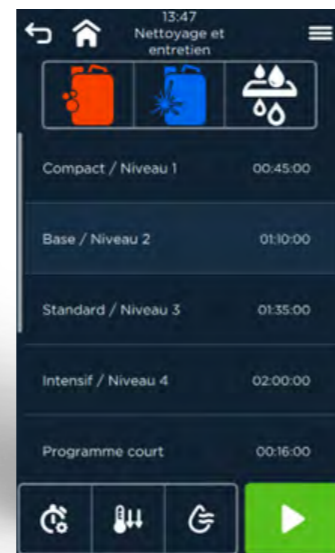 13:47
Nettoyage et
entretien
Compact / Niveau 1 00:45:00
Base / Niveau 2 01:10:00
Standard / Niveau 3 01:35:00
Intensif / Niveau 4 02:00:00
Programme court 00:16:00